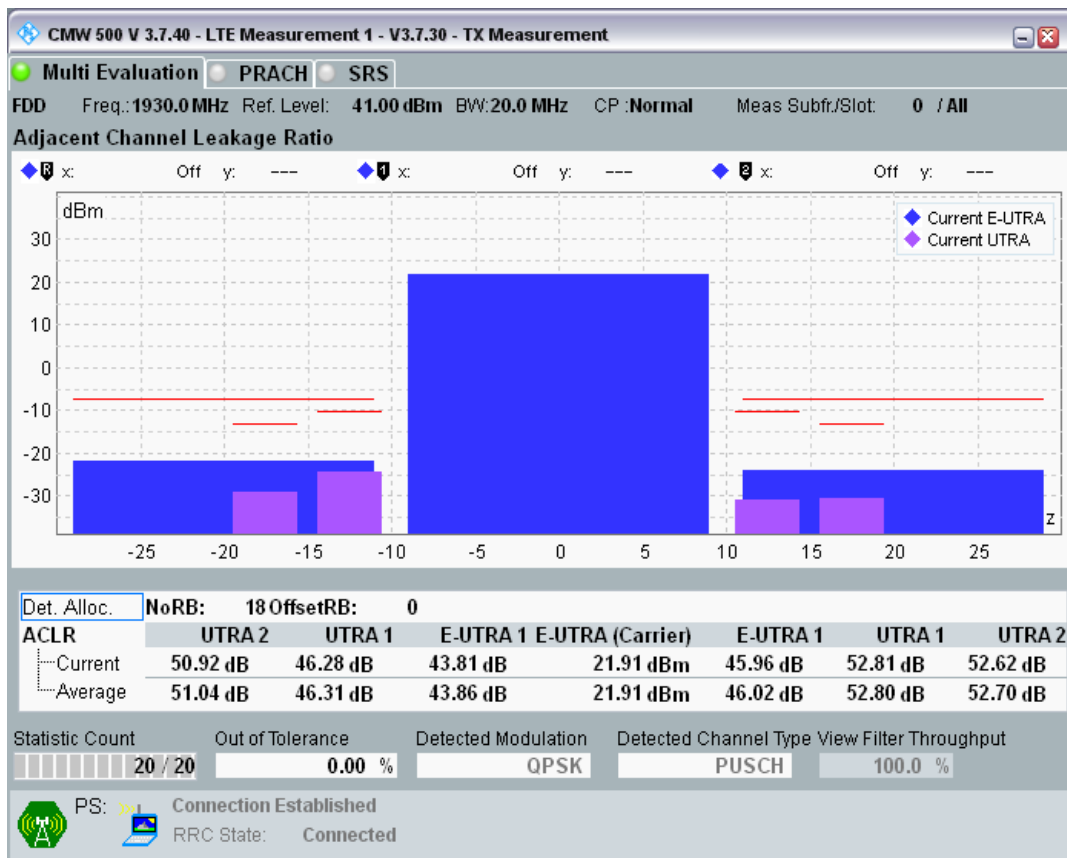 CMW 500 V 3.7.40 - LTE Measurement 1 - V3.7.30 - TX Measurement
Multi Evaluation PRACH SRS
FDD Freq.: 1930.0 MHz Ref. Level: 41.00 dBm BW: 20.0 MHz CP : Normal Meas Subfr./Slot: 0 / All
Adjacent Channel Leakage Ratio
R x: Off y: --- 1 x: Off y: --- 2 x: Off y: ---
dBm
Current E-UTRA
Current UTRA
30
20
10
0
-10
-20
-30
z
-25 -20 -15 -10 -5 0 5 10 15 20 25
Det. Alloc. NoRB: 18 OffsetRB: 0
ACLR UTRA 2 UTRA 1 E-UTRA 1 E-UTRA (Carrier) E-UTRA 1 UTRA 1 UTRA 2
Current 50.92 dB 46.28 dB 43.81 dB 21.91 dBm 45.96 dB 52.81 dB 52.62 dB
Average 51.04 dB 46.31 dB 43.86 dB 21.91 dBm 46.02 dB 52.80 dB 52.70 dB
Statistic Count Out of Tolerance Detected Modulation Detected Channel Type View Filter Throughput
20 / 20 0.00 % QPSK PUSCH 100.0 %
PS: Connection Established
RRC State: Connected